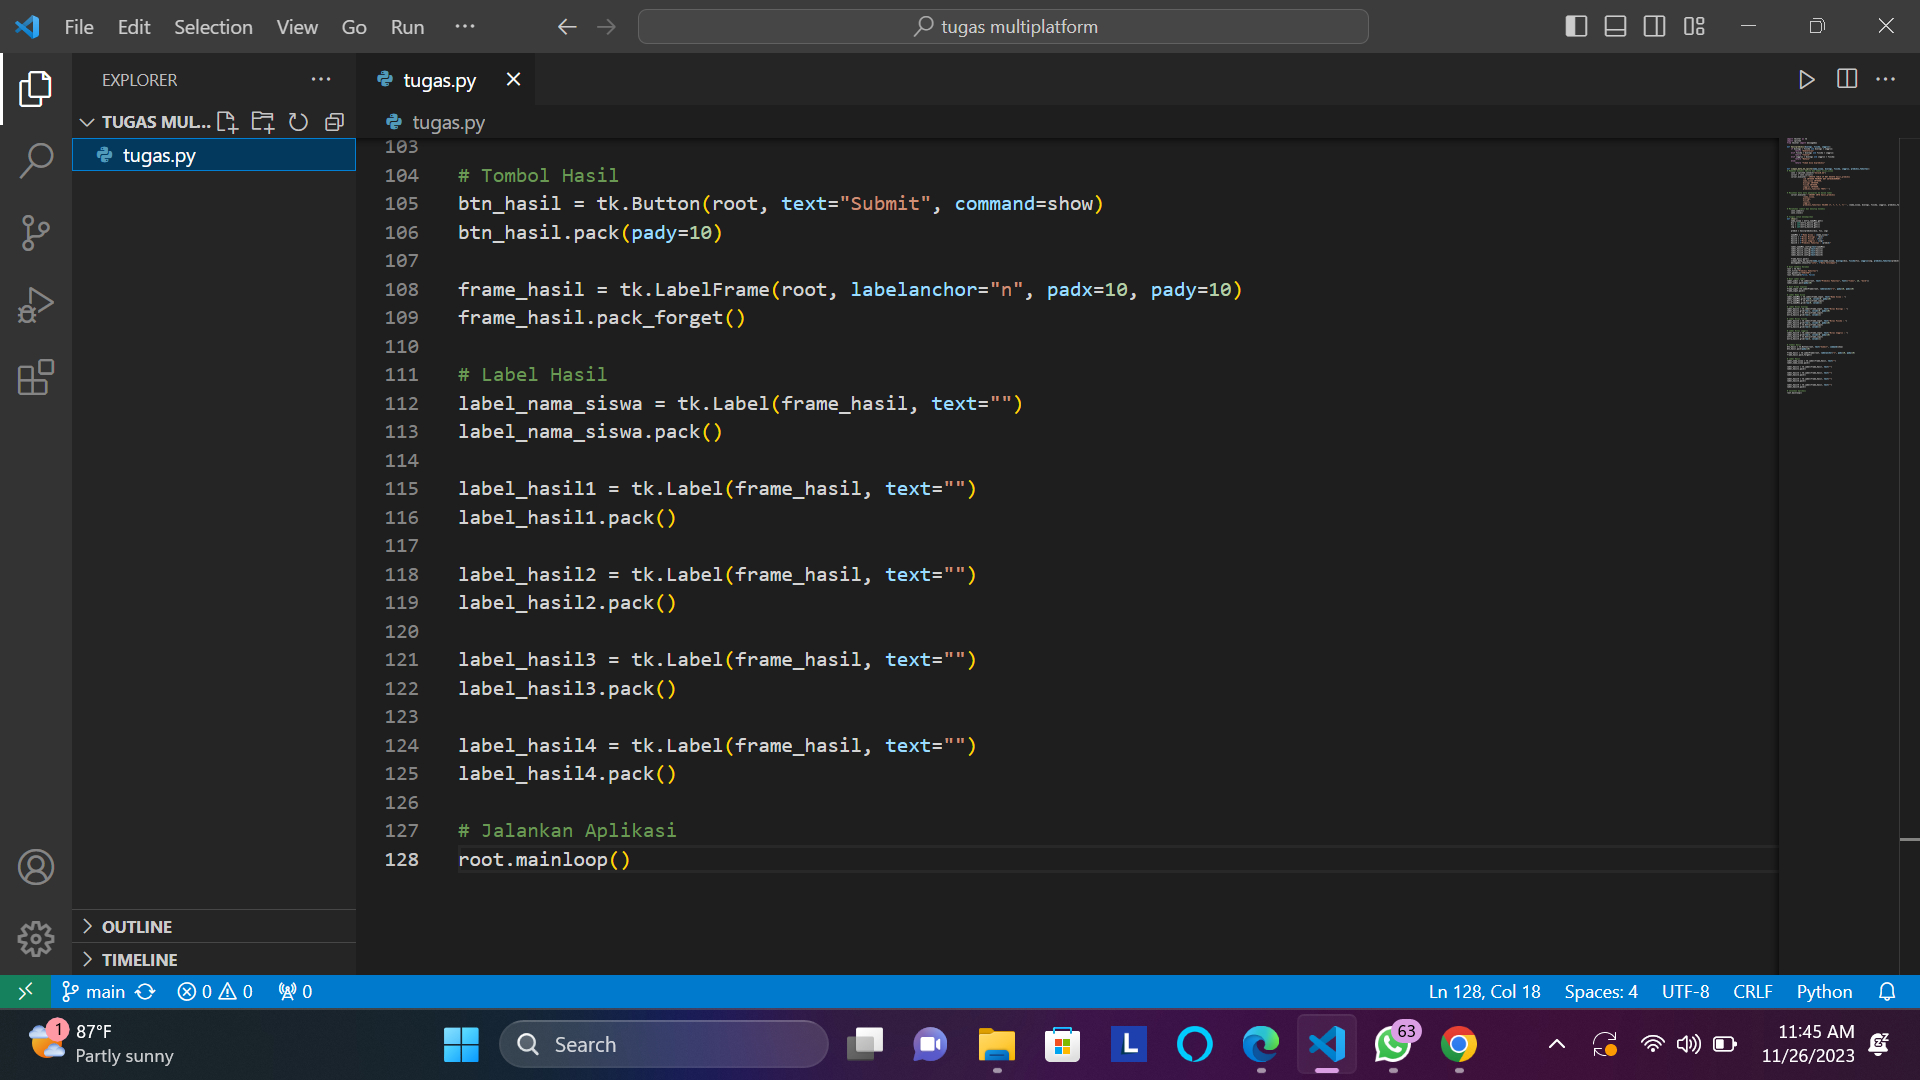 File Edit Selection View Go Run ···
tugas multiplatform
EXPLORER
tugas.py
TUGAS MUL...
tugas.py
tugas.py
103
104 # Tombol Hasil
105 btn_hasil = tk.Button(root, text="Submit", command=show)
106 btn_hasil.pack(pady=10)
107
108 frame_hasil = tk.LabelFrame(root, labelanchor="n", padx=10, pady=10)
109 frame_hasil.pack_forget()
110
111 # Label Hasil
112 label_nama_siswa = tk.Label(frame_hasil, text="")
113 label_nama_siswa.pack()
114
115 label_hasil1 = tk.Label(frame_hasil, text="")
116 label_hasil1.pack()
117
118 label_hasil2 = tk.Label(frame_hasil, text="")
119 label_hasil2.pack()
120
121 label_hasil3 = tk.Label(frame_hasil, text="")
122 label_hasil3.pack()
123
124 label_hasil4 = tk.Label(frame_hasil, text="")
125 label_hasil4.pack()
126
127 # Jalankan Aplikasi
128 root.mainloop()
OUTLINE
TIMELINE
main 0 0 0
Ln 128, Col 18 Spaces: 4 UTF-8 CRLF Python
1
87°F
Partly sunny
Search
L
63
11:45 AM
11/26/2023